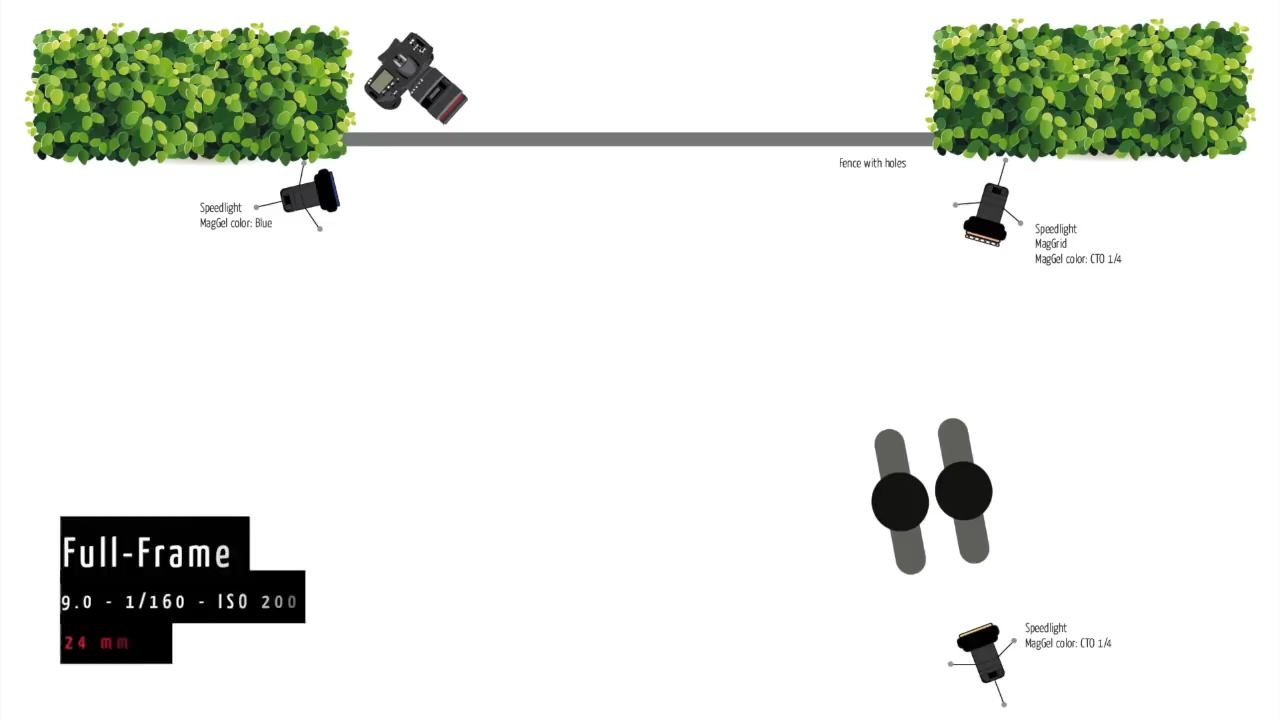 Fence with holes
Speedlight
MagGel color: Blue
Speedlight
MagGrid
MagGel color: CTO 1/4
Full-Frame
9.0 - 1/160 - ISO 200
24 mm
Speedlight
MagGel color: CTO 1/4